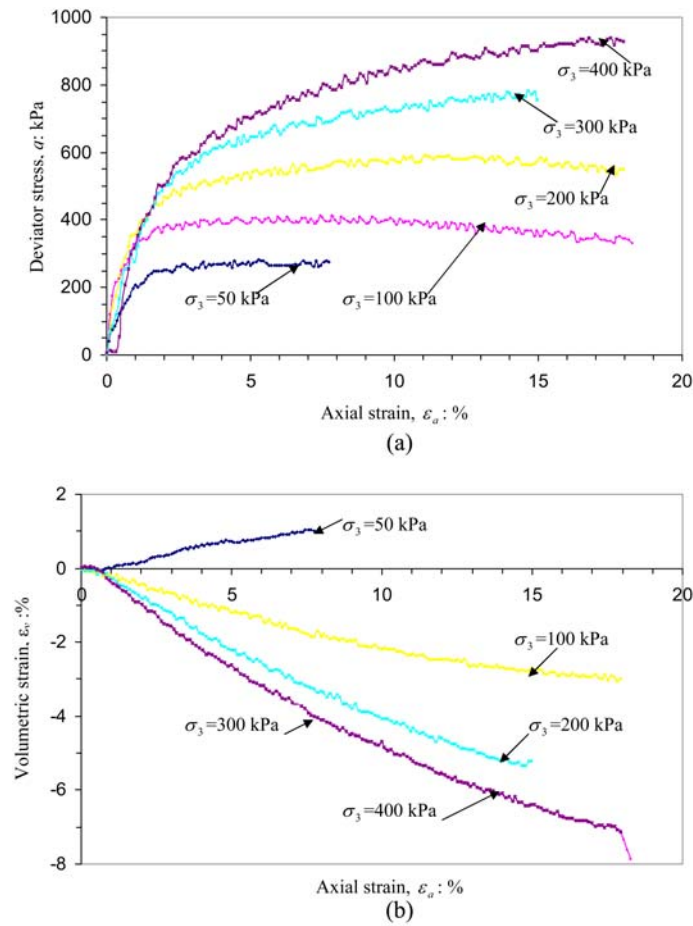 1000
800
600
400
200
0
Deviator stress, a: kPa
σ3=400 kPa
σ3=300 kPa
σ3=200 kPa
σ3=50 kPa
σ3=100 kPa
0 5 10 15 20
Axial strain, εa : %
(a)
2
0
-2
-4
-6
-8
Volumetric strain, εv :%
σ3=50 kPa
0 5 10 15 20
σ3=100 kPa
σ3=300 kPa
σ3=200 kPa
σ3=400 kPa
Axial strain, εa : %
(b)